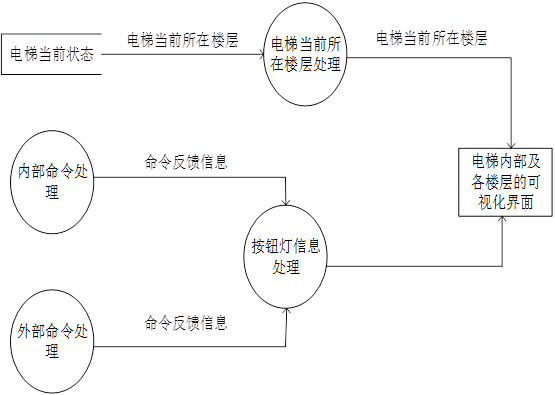 电梯当前状态
电梯当前所在楼层
电梯当前所
在楼层处理
电梯当前所在楼层
内部命令处
理
命令反馈信息
电梯内部及
各楼层的可
视化界面
按钮灯信息
处理
外部命令处
理
命令反馈信息